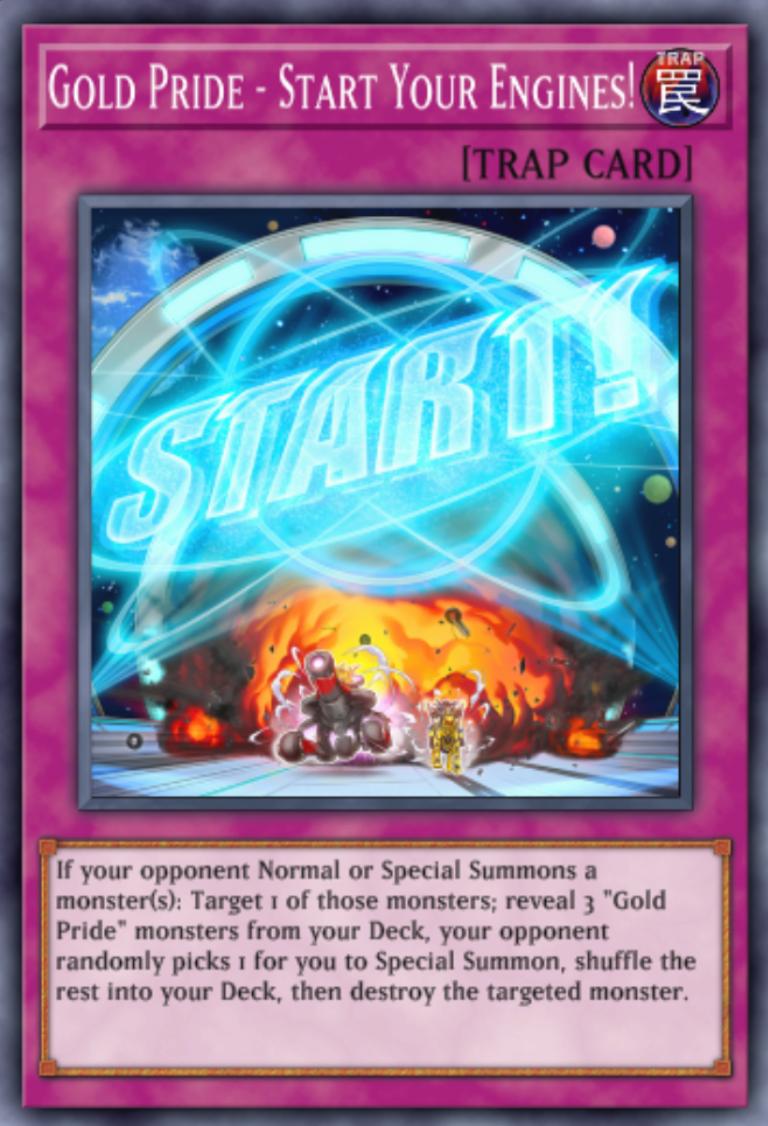 Gold Pride - Start Your Engines!
TRAP
罠
[TRAP CARD]
START!
If your opponent Normal or Special Summons a
monster(s): Target 1 of those monsters; reveal 3 "Gold
Pride" monsters from your Deck, your opponent
randomly picks 1 for you to Special Summon, shuffle the
rest into your Deck, then destroy the targeted monster.